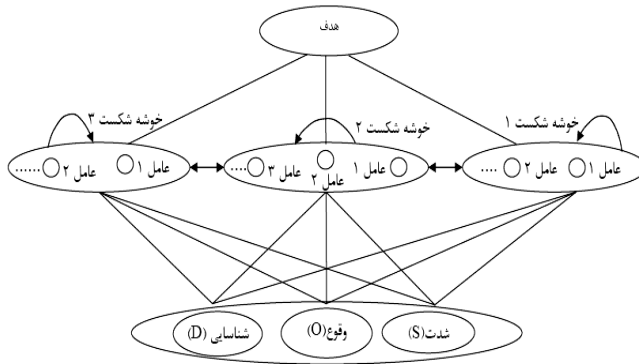 هدف
خوشه شکست ۱
عامل ۱
عامل ۲
....
خوشه شکست ۲
عامل ۱
عامل ۲
عامل ۳
....
خوشه شکست ۳
عامل ۱
عامل ۲
......
شدت(S)
وقوع(O)
شناسایی (D)